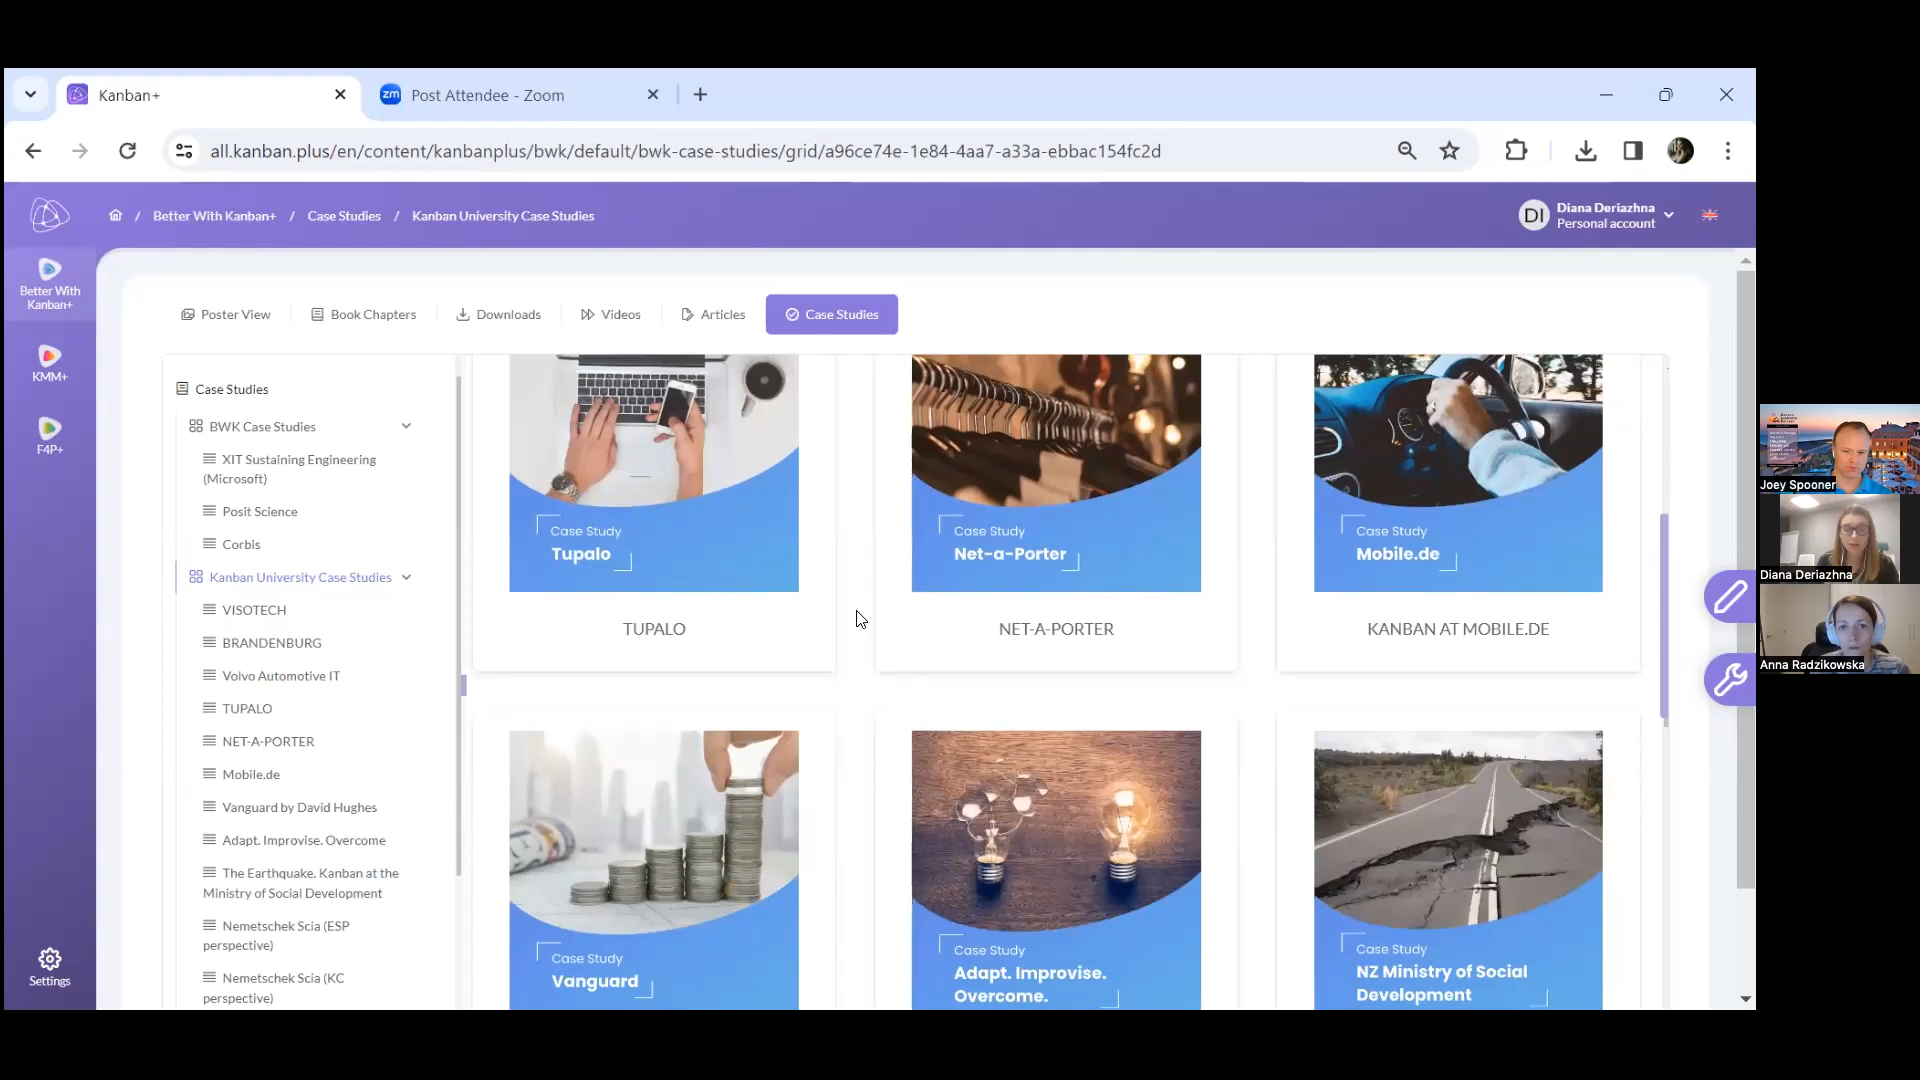 Kanban+
zm Post Attendee - Zoom
all.kanban.plus/en/content/kanbanplus/bwk/default/bwk-case-studies/grid/a96ce74e-1e84-4aa7-a33a-ebbac154fc2d
/ Better With Kanban+ / Case Studies / Kanban University Case Studies
DI Diana Deriazhna
Personal account
Better With
Kanban+
KMM+
F4P+
Settings
Poster View
Book Chapters
Downloads
Videos
Articles
Case Studies
Case Studies
BWK Case Studies
XIT Sustaining Engineering
(Microsoft)
Posit Science
Corbis
Kanban University Case Studies
VISOTECH
BRANDENBURG
Volvo Automotive IT
TUPALO
NET-A-PORTER
Mobile.de
Vanguard by David Hughes
Adapt. Improvise. Overcome
The Earthquake. Kanban at the
Ministry of Social Development
Nemetschek Scia (ESP
perspective)
Nemetschek Scia (KC
perspective)
Case Study
Tupalo
TUPALO
Case Study
Net-a-Porter
NET-A-PORTER
Case Study
Mobile.de
KANBAN AT MOBILE.DE
Case Study
Vanguard
Case Study
Adapt. Improvise.
Overcome.
Case Study
NZ Ministry of Social
Development
Joey Spooner
Diana Deriazhna
Anna Radzikowska